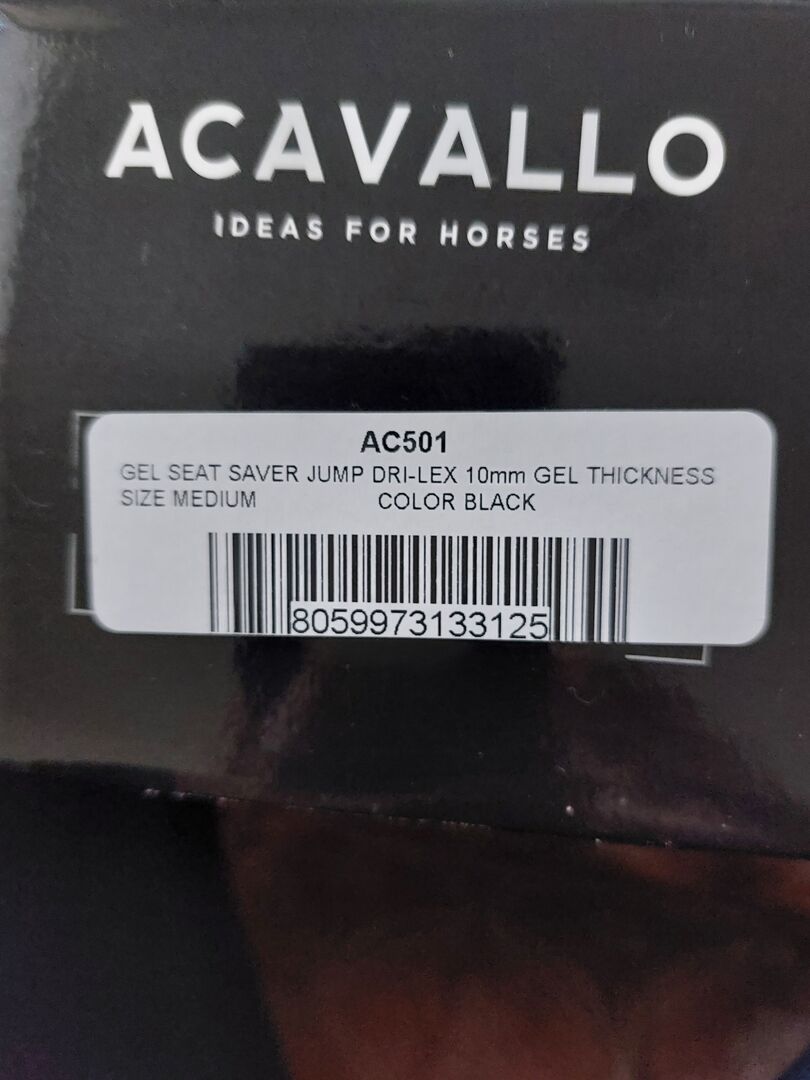 ACAVALLO
IDEAS FOR HORSES
AC501
GEL SEAT SAVER JUMP DRI-LEX 10mm GEL THICKNESS
SIZE MEDIUM COLOR BLACK
8059973133125